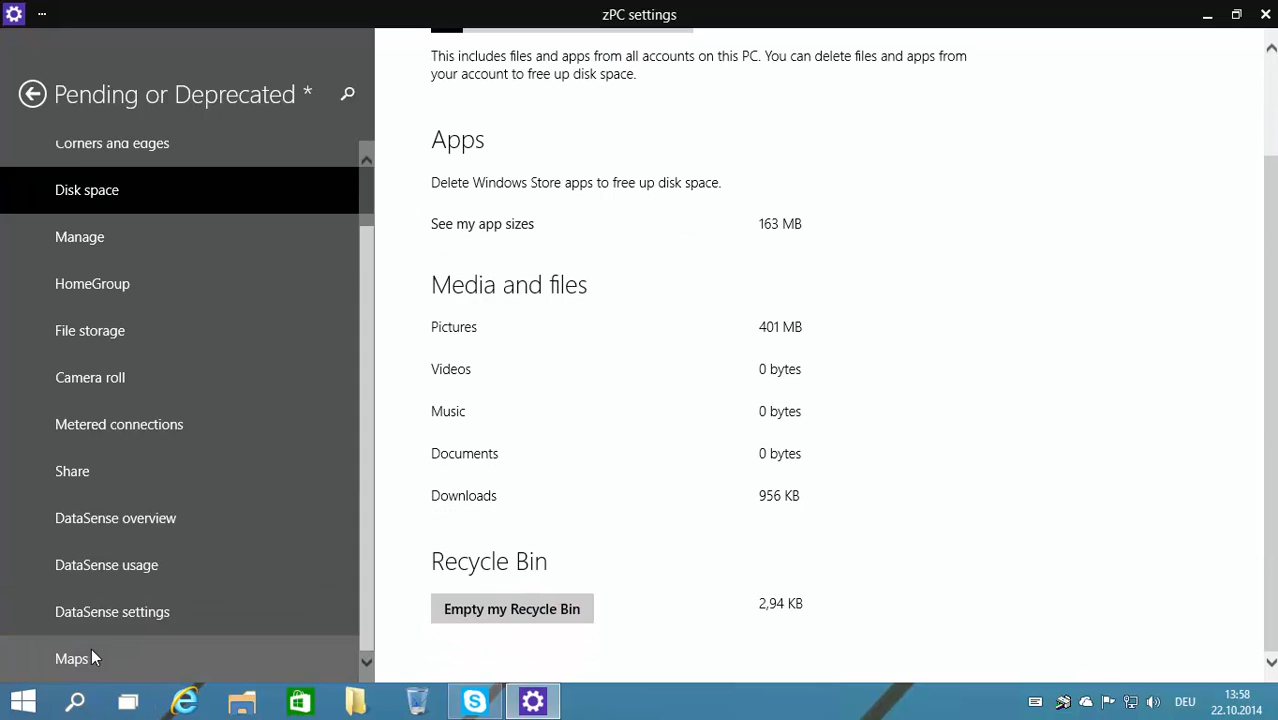 zPC settings
Pending or Deprecated *
Corners and edges
Disk space
Manage
HomeGroup
File storage
Camera roll
Metered connections
Share
DataSense overview
DataSense usage
DataSense settings
Maps
This includes files and apps from all accounts on this PC. You can delete files and apps from
your account to free up disk space.
Apps
Delete Windows Store apps to free up disk space.
See my app sizes 163 MB
Media and files
Pictures 401 MB
Videos 0 bytes
Music 0 bytes
Documents 0 bytes
Downloads 956 KB
Recycle Bin
Empty my Recycle Bin 2,94 KB
DEU
13:58
22.10.2014